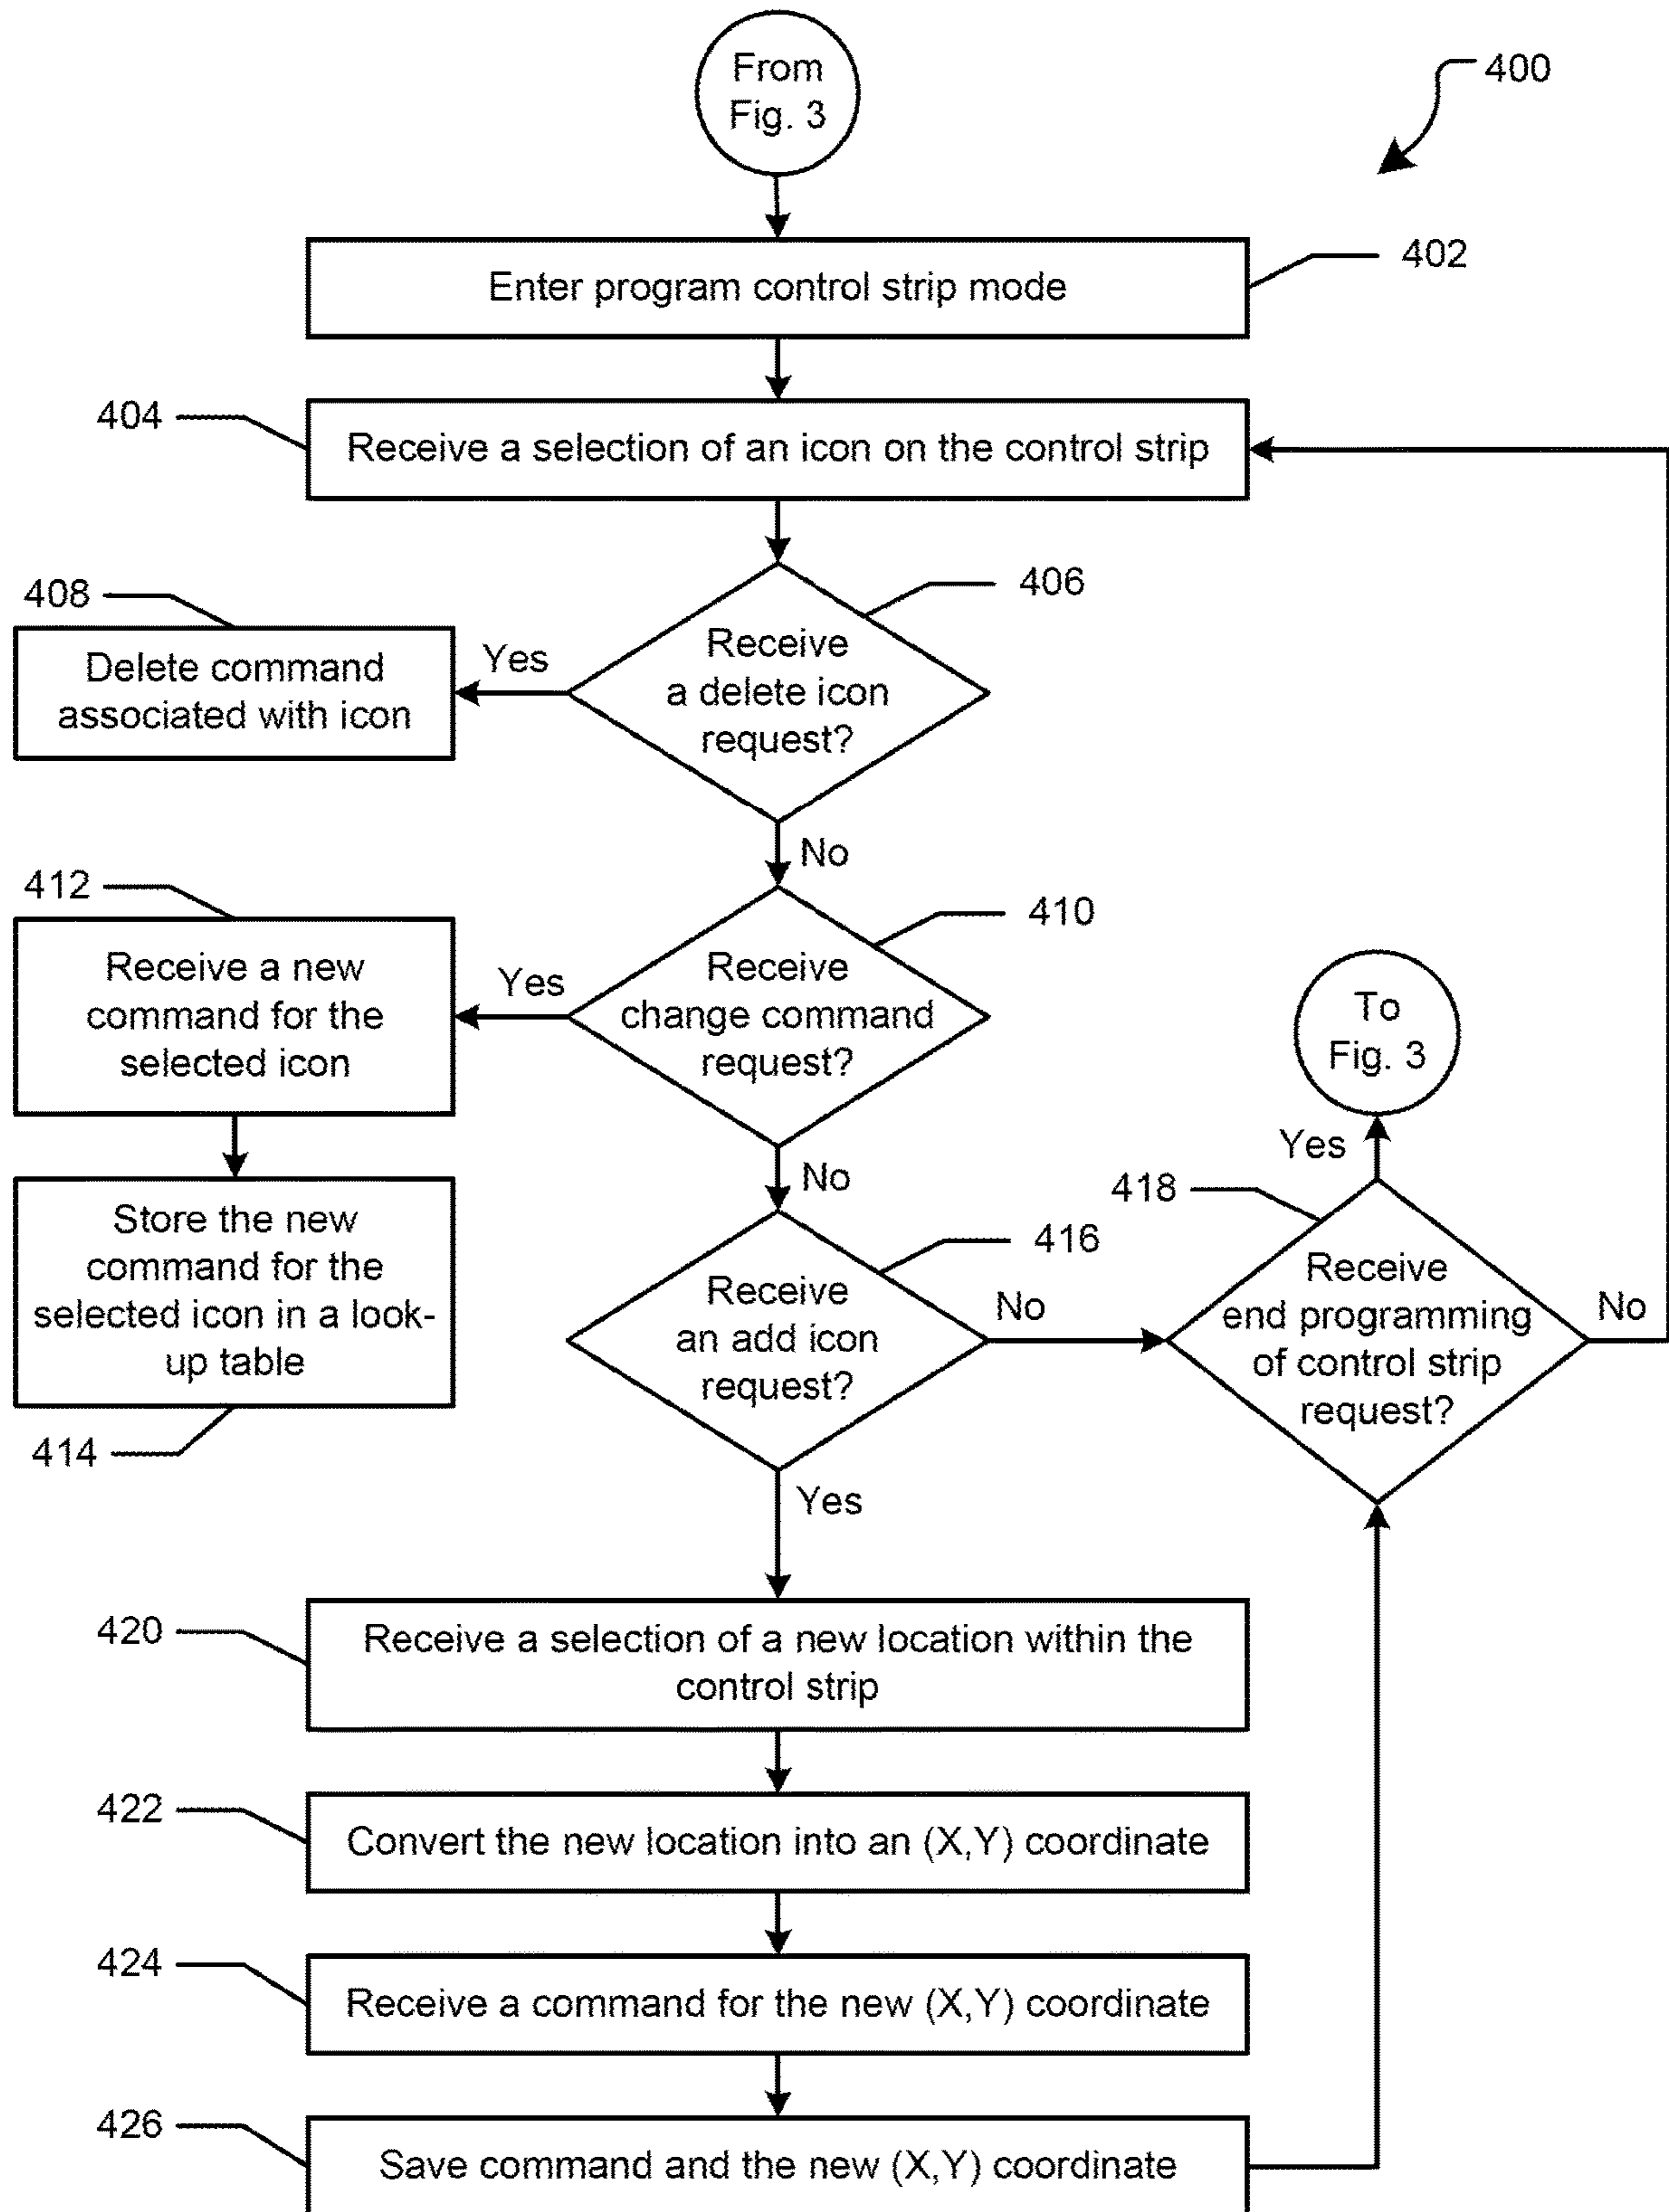 From
Fig. 3
400
Enter program control strip mode
402
404
Receive a selection of an icon on the control strip
406
408
Receive
a delete icon
request?
Yes
Delete command
associated with icon
No
412
410
Receive a new
command for the
selected icon
Yes
Receive
change command
request?
To
Fig. 3
No
Yes
418
Store the new
command for the
selected icon in a look-
up table
414
416
Receive
an add icon
request?
No
Receive
end programming
of control strip
request?
No
Yes
420
Receive a selection of a new location within the
control strip
422
Convert the new location into an (X,Y) coordinate
424
Receive a command for the new (X,Y) coordinate
426
Save command and the new (X,Y) coordinate